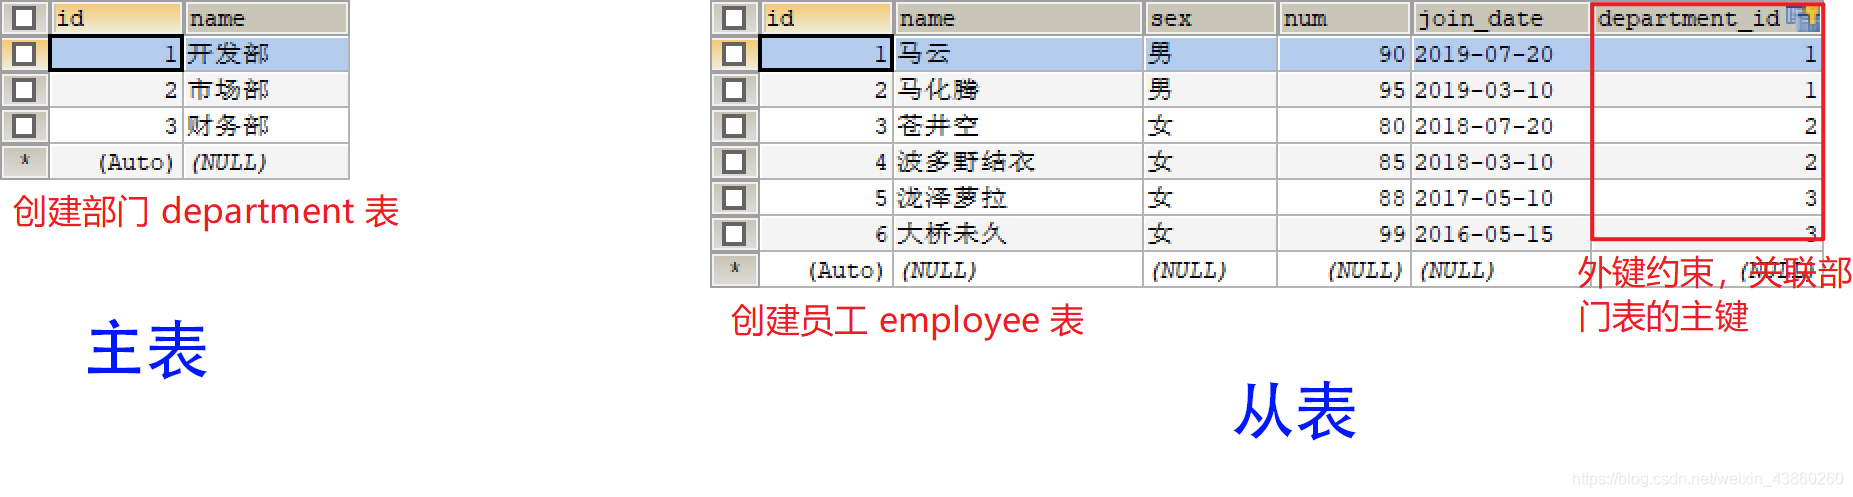 id name
1 开发部
2 市场部
3 财务部
* (Auto) (NULL)
创建部门 department 表
主表
id name sex num join_date department_id
1 马云 男 90 2019-07-20 1
2 马化腾 男 95 2019-03-10 1
3 苍井空 女 80 2018-07-20 2
4 波多野结衣 女 85 2018-03-10 2
5 泷泽萝拉 女 88 2017-05-10 3
6 大桥未久 女 99 2016-05-15 3
* (Auto) (NULL) (NULL) (NULL) (NULL) (NULL)
外键约束，关联部
门表的主键
创建员工 employee 表
从表
https://blog.csdn.net/weixin_43860260